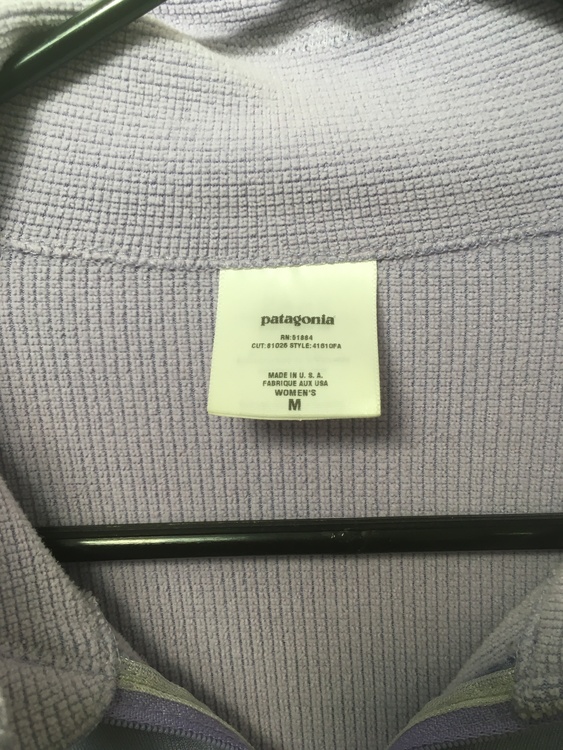 patagonia
RN:51884
CUT:81026 STYLE:41610FA
MADE IN U. S. A.
FABRIQUE AUX USA
WOMEN'S
M